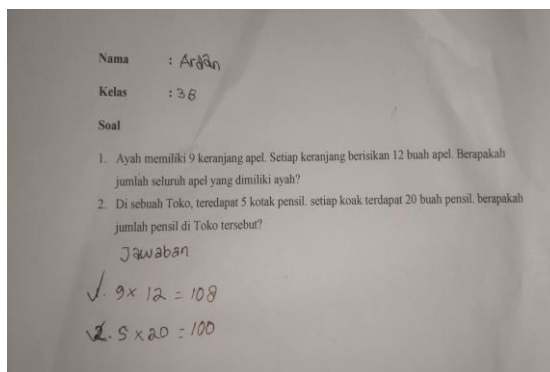 Nama : Ardan
Kelas : 3B
Soal
1. Ayah memiliki 9 keranjang apel. Setiap keranjang berisikan 12 buah apel. Berapakah
jumlah seluruh apel yang dimiliki ayah?
2. Di sebuah Toko, teredapat 5 kotak pensil. setiap koak terdapat 20 buah pensil. berapakah
jumlah pensil di Toko tersebut?
Jawaban
1. 9 x 12 = 108
2. 5 x 20 = 100